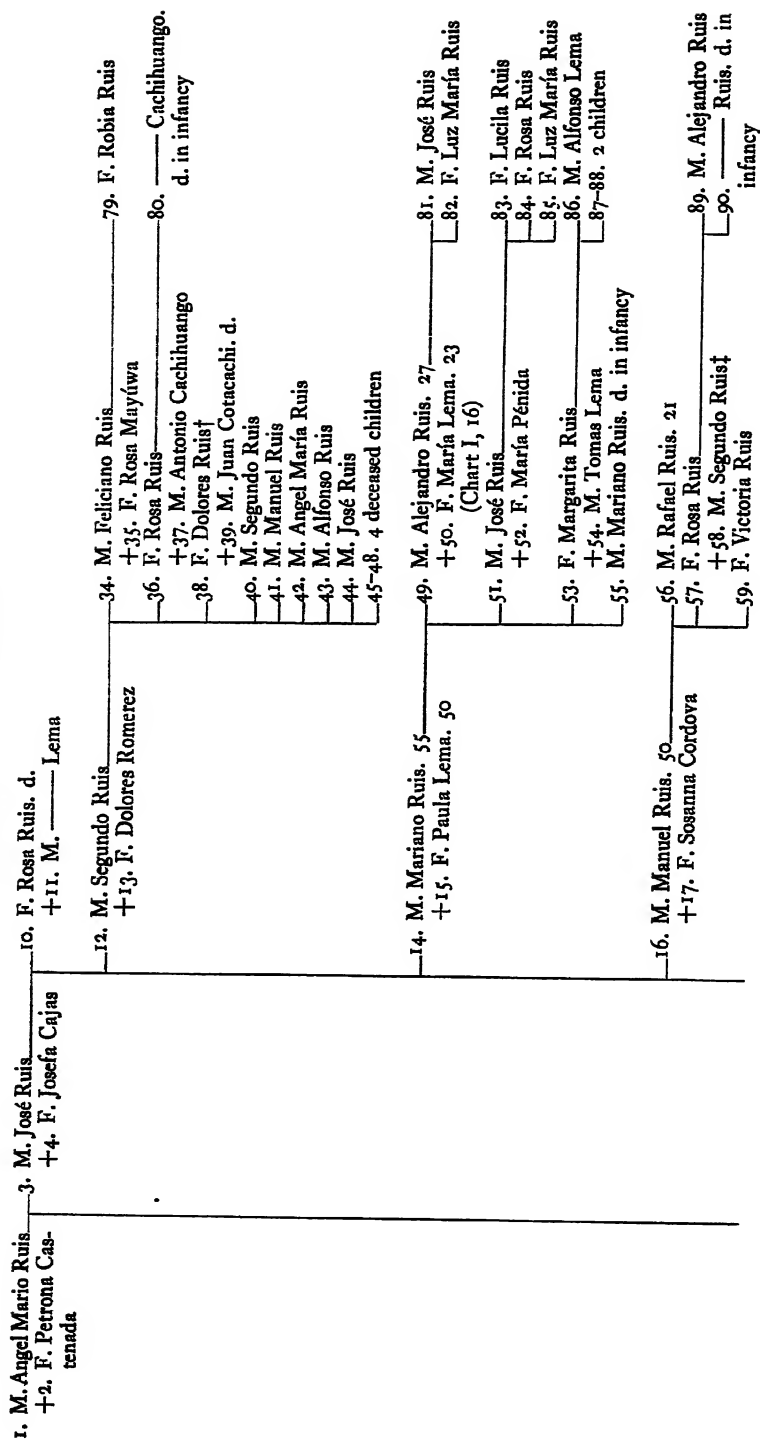 1. M. Angel Mario Ruis
+2. F. Petrona Cas-
tenada
3. M. José Ruis
+4. F. Josefa Cajas
10. F. Rosa Ruis. d.
+11. M. —— Lema
12. M. Segundo Ruis
+13. F. Dolores Romerez
34. M. Feliciano Ruis
+35. F. Rosa Mayúwa
79. F. Robia Ruis
36. F. Rosa Ruis
+37. M. Antonio Cachihuango
80. —— Cachihuango.
d. in infancy
38. F. Dolores Ruis†
+39. M. Juan Cotacachi. d.
40. M. Segundo Ruis
41. M. Manuel Ruis
42. M. Angel María Ruis
43. M. Alfonso Ruis
44. M. José Ruis
45-48. 4 deceased children
14. M. Mariano Ruis. 55
+15. F. Paula Lema. 50
49. M. Alejandro Ruis. 27
+50. F. María Lema. 23
(Chart I, 16)
81. M. José Ruis
82. F. Luz María Ruis
51. M. José Ruis
+52. F. María Pénida
83. F. Lucila Ruis
84. F. Rosa Ruis
85. F. Luz María Ruis
53. F. Margarita Ruis
+54. M. Tomas Lema
86. M. Alfonso Lema
87-88. 2 children
55. M. Mariano Ruis. d. in infancy
16. M. Manuel Ruis. 50
+17. F. Sosanna Cordova
56. M. Rafael Ruis. 21
57. F. Rosa Ruis
+58. M. Segundo Ruis‡
89. M. Alejandro Ruis
90. —— Ruis. d. in
infancy
59. F. Victoria Ruis